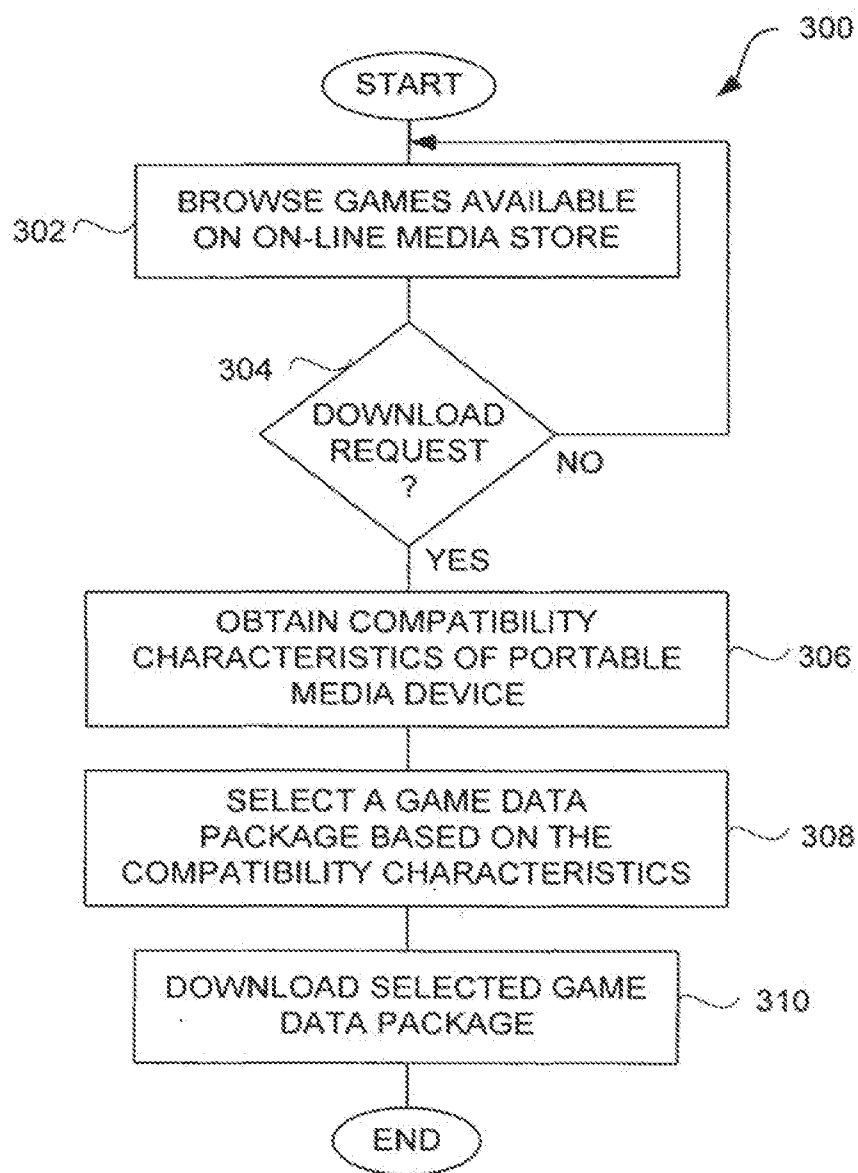 300
START
302
BROWSE GAMES AVAILABLE
ON ON-LINE MEDIA STORE
304
DOWNLOAD
REQUEST
?
NO
YES
OBTAIN COMPATIBILITY
CHARACTERISTICS OF PORTABLE
MEDIA DEVICE
306
SELECT A GAME DATA
PACKAGE BASED ON THE
COMPATIBILITY CHARACTERISTICS
308
DOWNLOAD SELECTED GAME
DATA PACKAGE
310
END